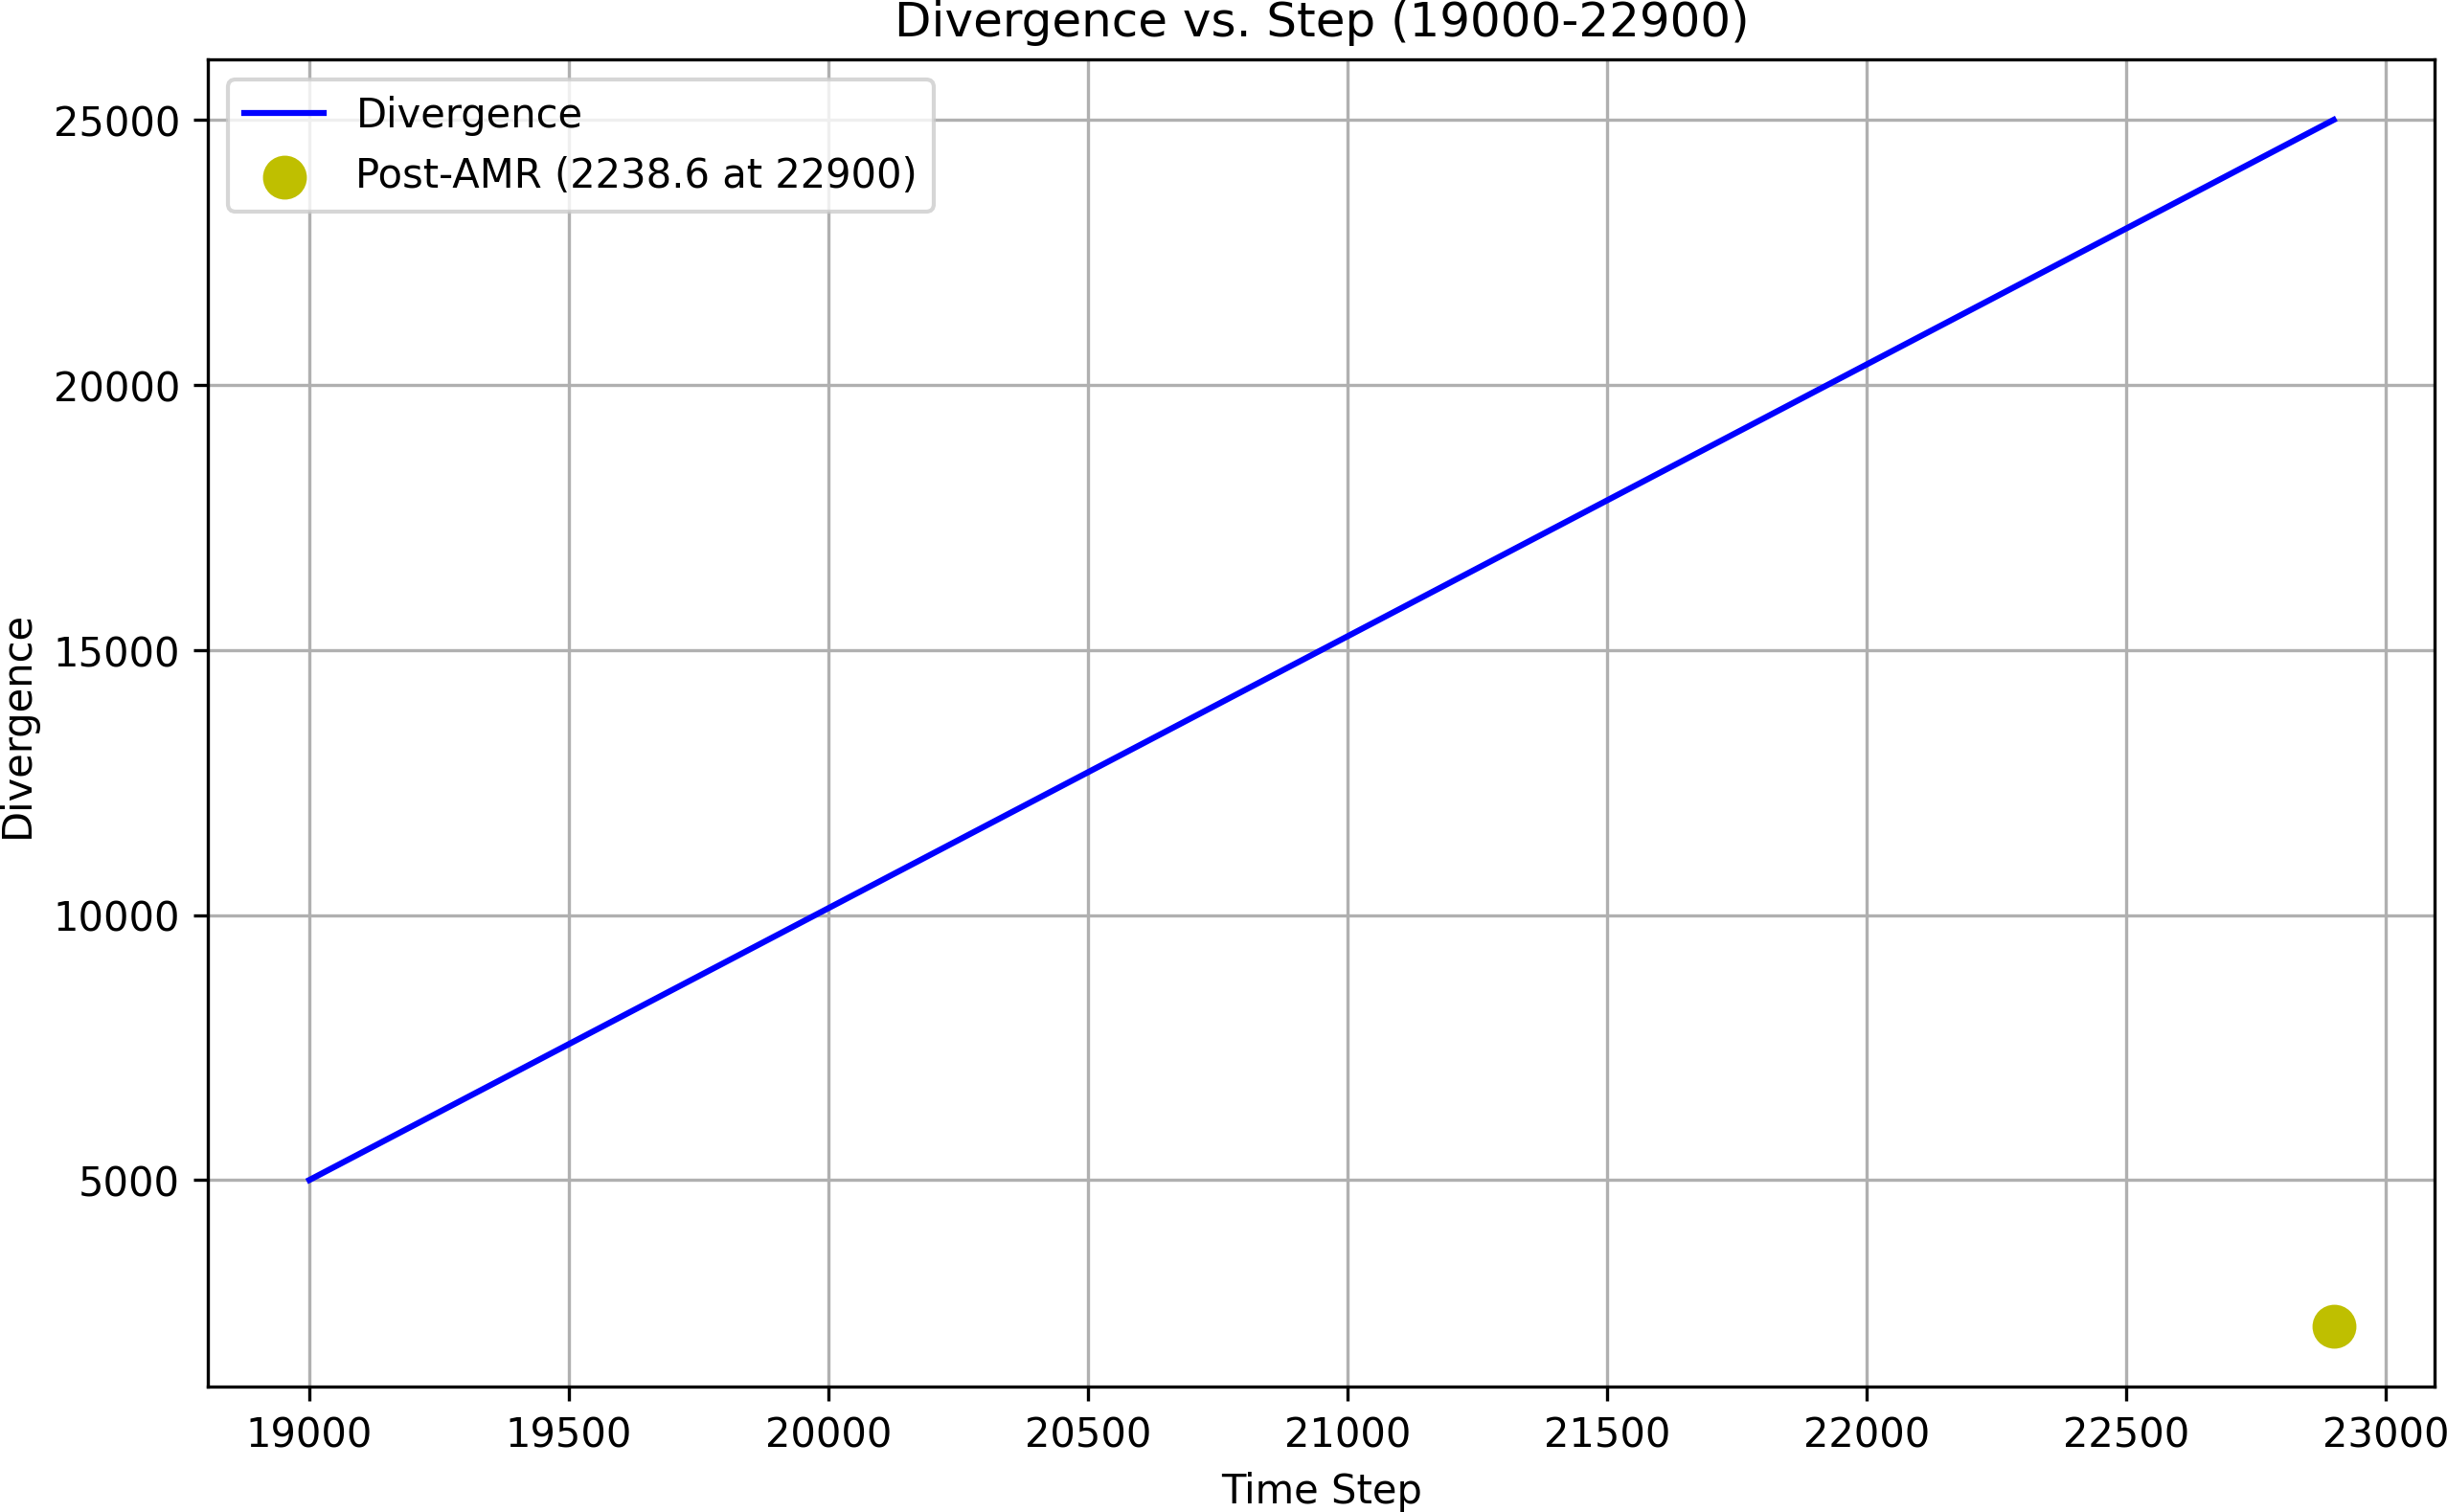 Divergence vs. Step (19000-22900)
Divergence
Post-AMR (2238.6 at 22900)
25000
20000
15000
10000
5000
Divergence
19000 19500 20000 20500 21000 21500 22000 22500 23000
Time Step